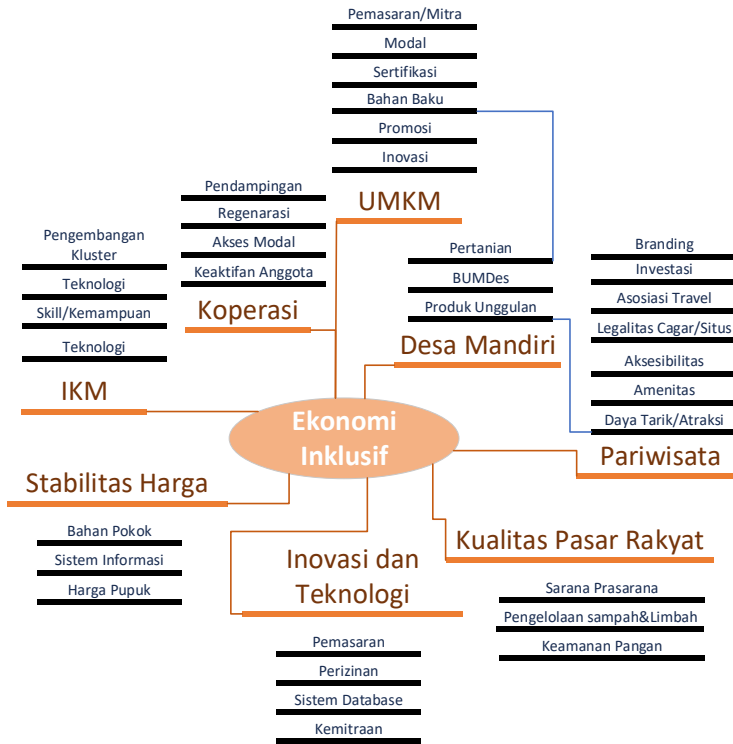 Pemasaran/Mitra
Modal
Sertifikasi
Bahan Baku
Promosi
Inovasi
UMKM
Pendampingan
Regenarasi
Akses Modal
Keaktifan Anggota
Koperasi
Pengembangan
Kluster
Teknologi
Skill/Kemampuan
Teknologi
IKM
Pertanian
BUMDes
Produk Unggulan
Desa Mandiri
Branding
Investasi
Asosiasi Travel
Legalitas Cagar/Situs
Aksesibilitas
Amenitas
Daya Tarik/Atraksi
Pariwisata
Ekonomi
Inklusif
Stabilitas Harga
Bahan Pokok
Sistem Informasi
Harga Pupuk
Inovasi dan
Teknologi
Pemasaran
Perizinan
Sistem Database
Kemitraan
Kualitas Pasar Rakyat
Sarana Prasarana
Pengelolaan sampah&Limbah
Keamanan Pangan